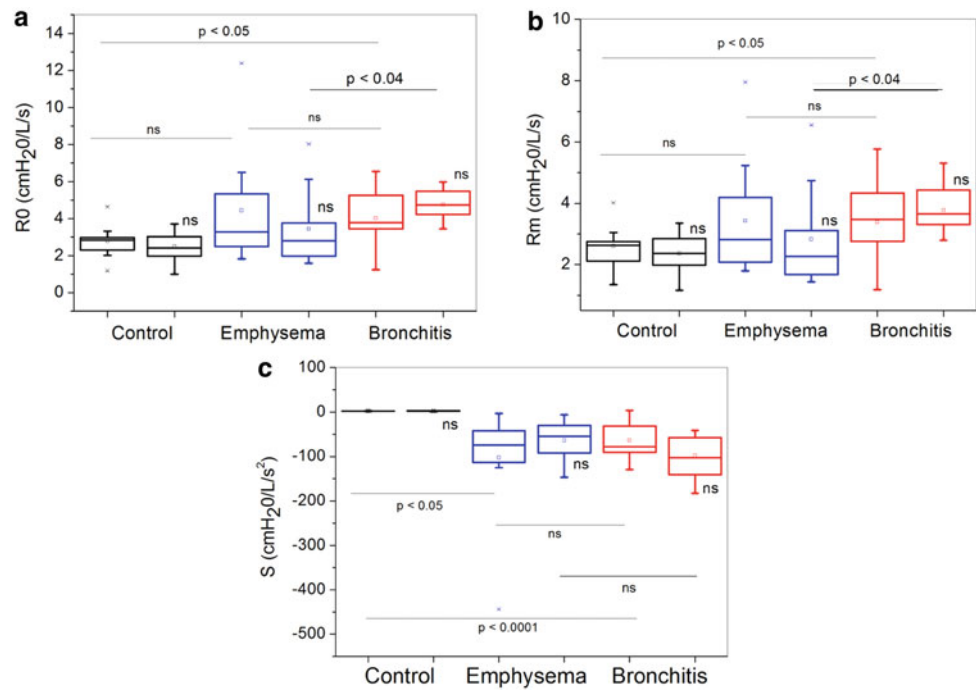 a
p < 0.05
p < 0.04
ns
ns
ns
ns
ns
R0 (cmH20/L/s)
14
12
10
8
6
4
2
0
Control Emphysema Bronchitis
b
p < 0.05
p < 0.04
ns
ns
ns
ns
ns
Rm (cmH20/L/s)
10
8
6
4
2
Control Emphysema Bronchitis
c
S (cmH20/L/s²)
100
0
-100
-200
-300
-400
-500
ns
ns
ns
p < 0.05
ns
ns
p < 0.0001
Control Emphysema Bronchitis